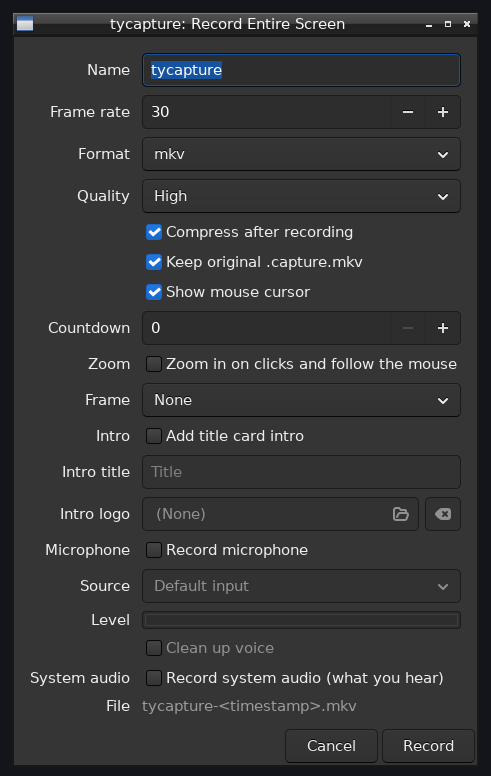 tycapture: Record Entire Screen
Name tycapture
Frame rate 30
Format mkv
Quality High
Compress after recording
Keep original .capture.mkv
Show mouse cursor
Countdown 0
Zoom Zoom in on clicks and follow the mouse
Frame None
Intro Add title card intro
Intro title Title
Intro logo (None)
Microphone Record microphone
Source Default input
Level
Clean up voice
System audio Record system audio (what you hear)
File tycapture-<timestamp>.mkv
Cancel Record